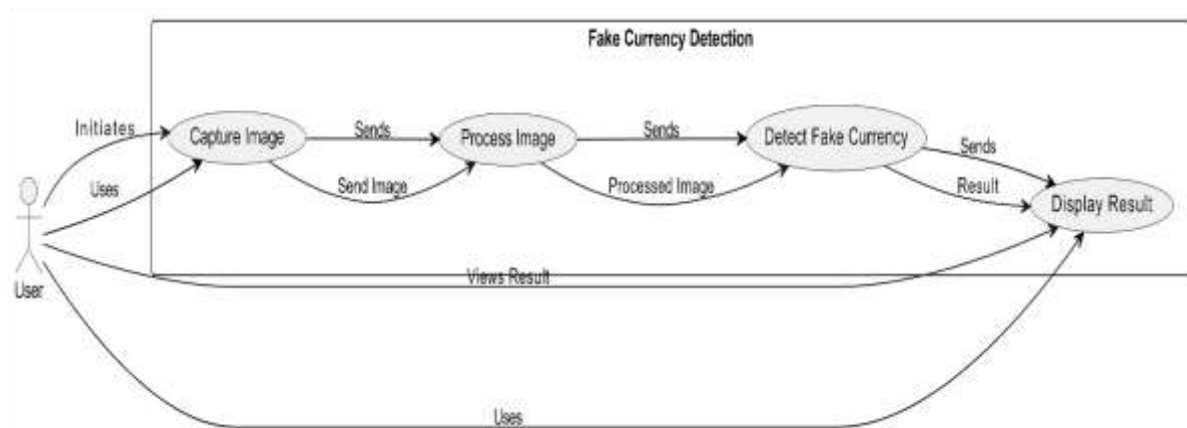 Fake Currency Detection
Initiates
Capture Image
Sends
Process Image
Sends
Detect Fake Currency
Sends
Uses
Send Image
Processed Image
Result
Display Result
User
Views Result
Uses